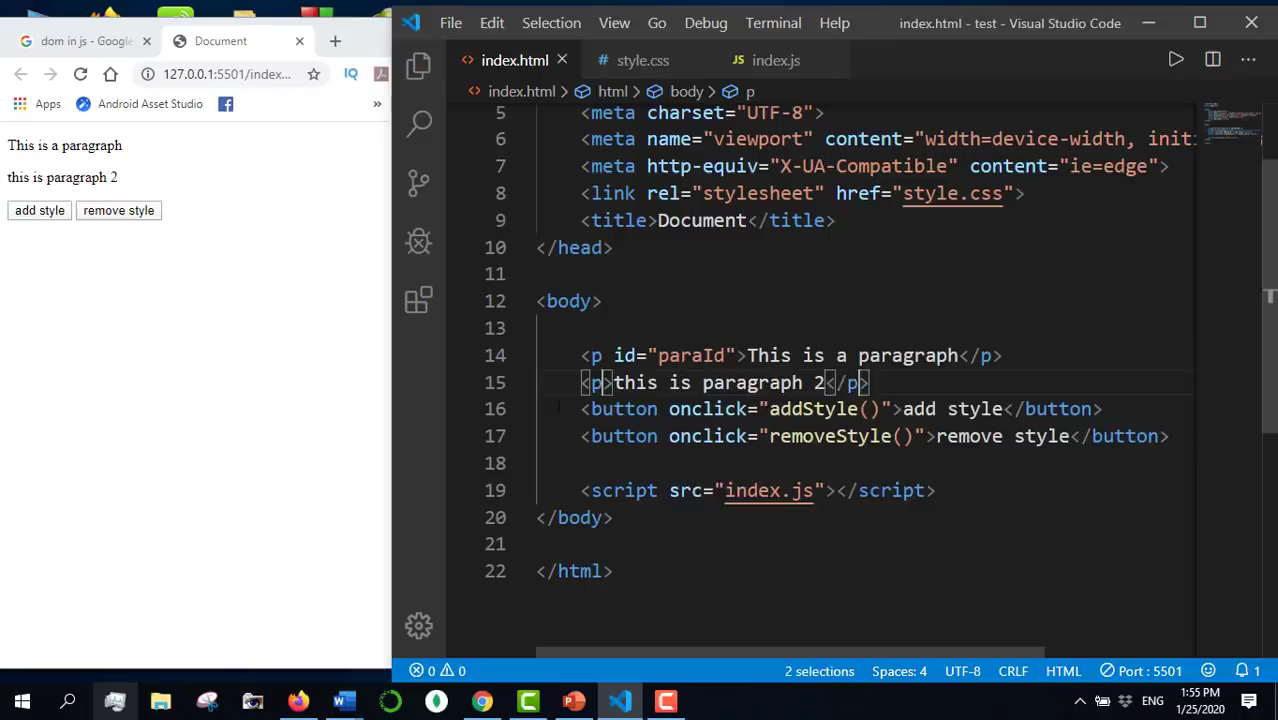 File Edit Selection View Go Debug Terminal Help
index.html - test - Visual Studio Code
dom in js - Google
Document
127.0.0.1:5501/index...
Apps
Android Asset Studio
»
This is a paragraph
this is paragraph 2
add style
remove style
index.html
style.css
JS index.js
index.html > html > body > p
5 <meta charset="UTF-8">
6 <meta name="viewport" content="width=device-width, init
7 <meta http-equiv="X-UA-Compatible" content="ie=edge">
8 <link rel="stylesheet" href="style.css">
9 <title>Document</title>
10 </head>
11
12 <body>
13
14 <p id="paraId">This is a paragraph</p>
15 <p>this is paragraph 2</p>
16 <button onclick="addStyle()">add style</button>
17 <button onclick="removeStyle()">remove style</button>
18
19 <script src="index.js"></script>
20 </body>
21
22 </html>
0 0
2 selections
Spaces: 4
UTF-8
CRLF
HTML
Port : 5501
1
ENG
1:55 PM
1/25/2020